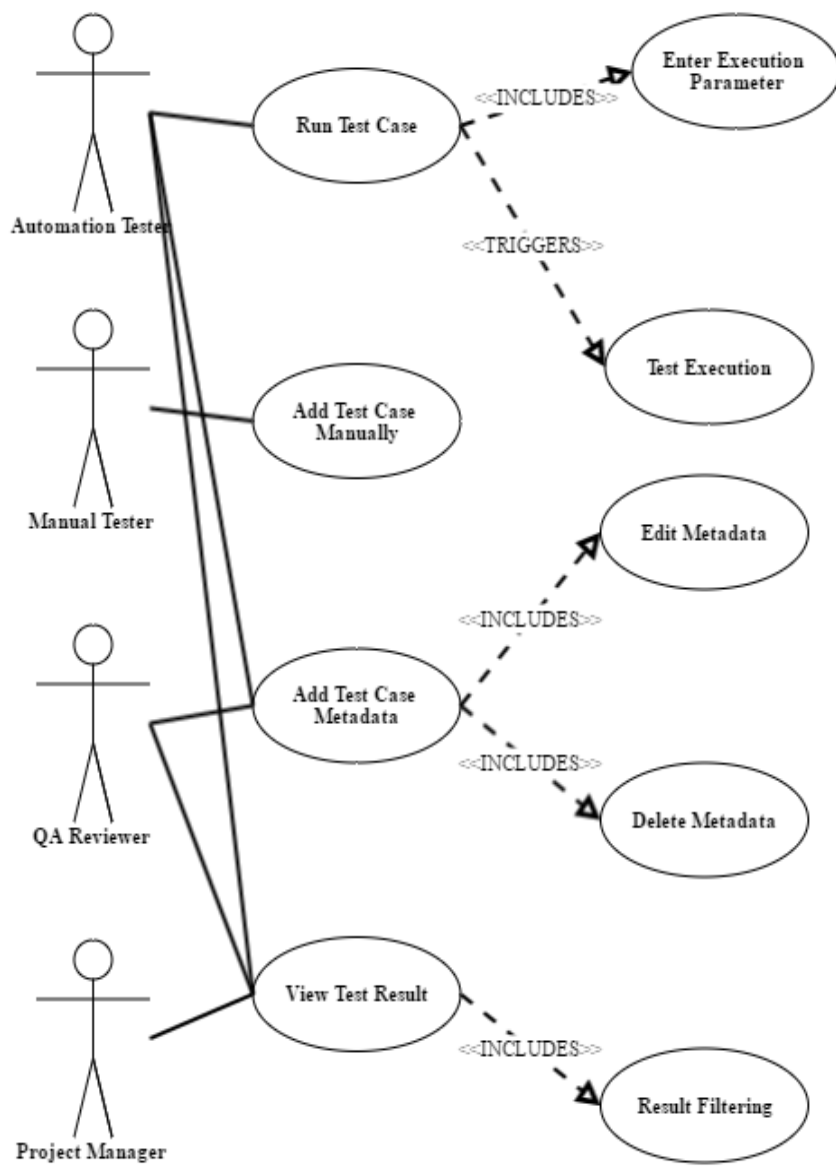 Enter Execution
Parameter
<<INCLUDES>>
Run Test Case
Automation Tester
<<TRIGGERS>>
Test Execution
Add Test Case
Manually
Manual Tester
Edit Metadata
<<INCLUDES>>
Add Test Case
Metadata
<<INCLUDES>>
Delete Metadata
QA Reviewer
View Test Result
<<INCLUDES>>
Result Filtering
Project Manager